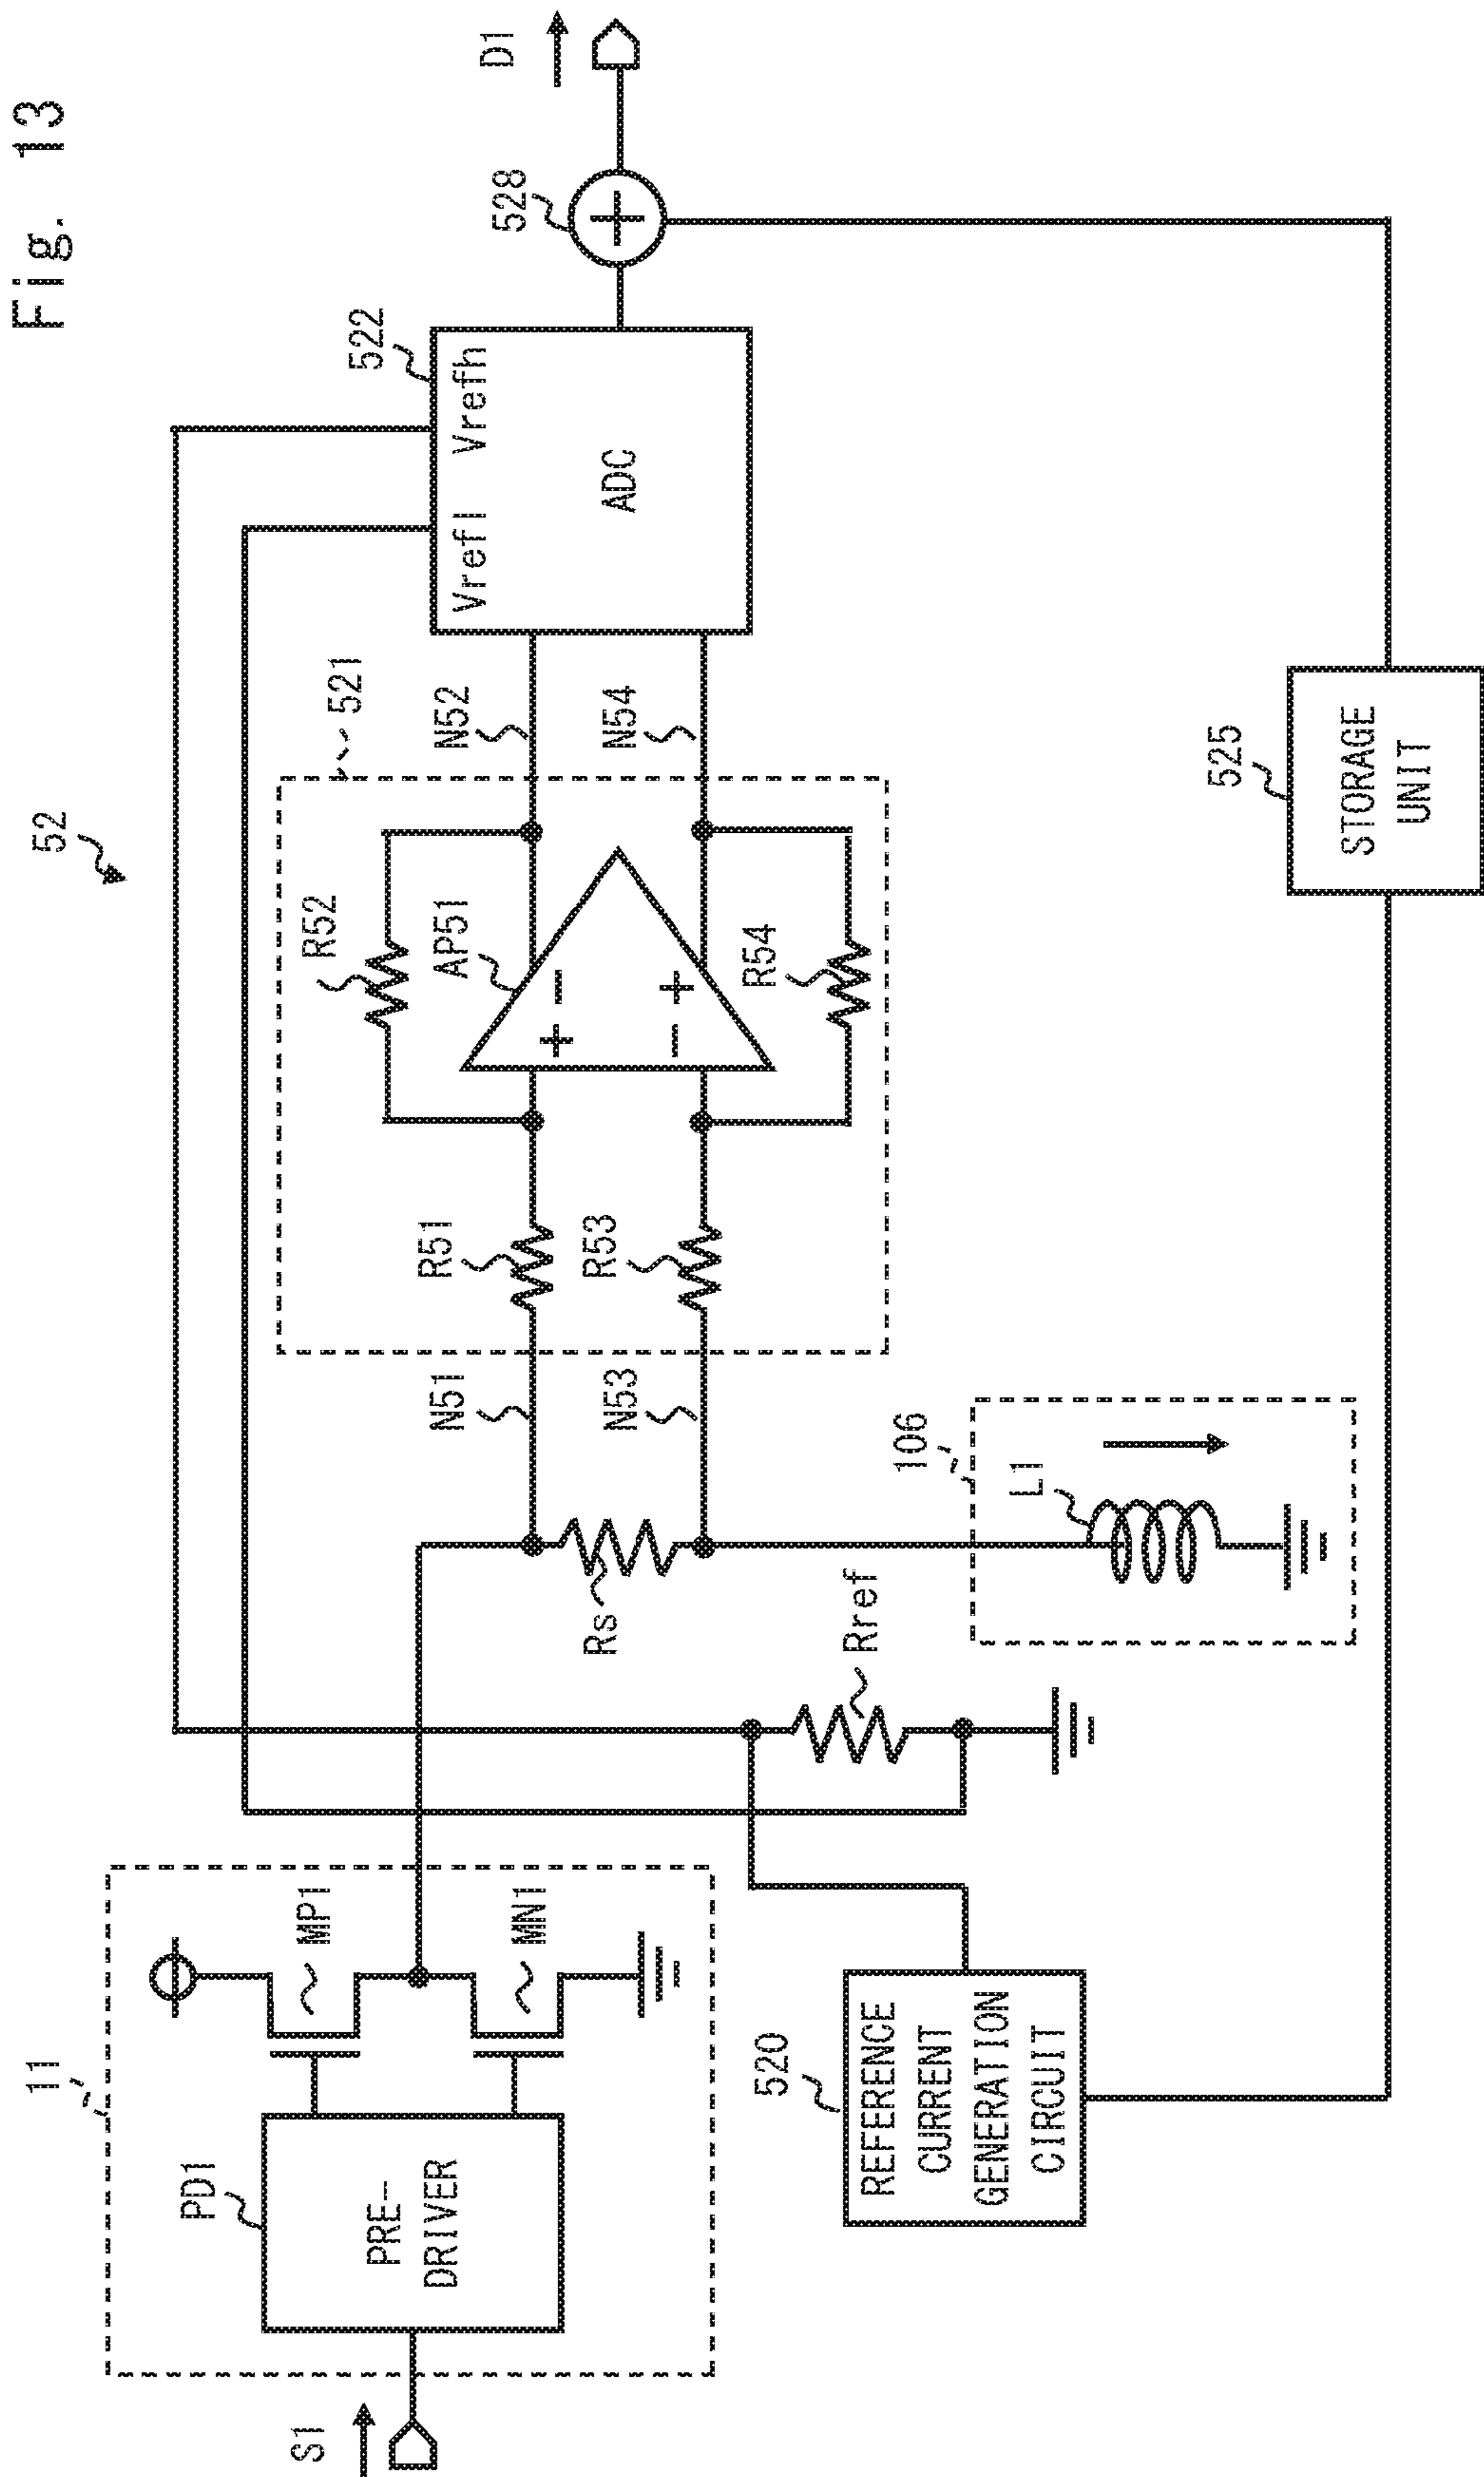 Fig. 13
52
11
S1
PD1
PRE-
DRIVER
MP1
MN1
520
REFERENCE
CURRENT
GENERATION
CIRCUIT
Rref
Rs
106
L1
N51
N53
521
R51
R53
R52
AP51
+
-
-
+
R54
N52
N54
522
Vrefl Vrefh
ADC
528
+
D1
525
STORAGE
UNIT